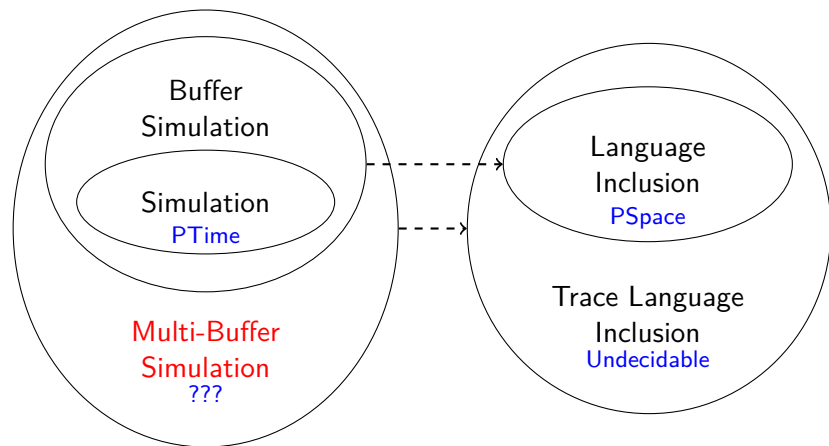 Buffer
Simulation
Simulation
PTime
Multi-Buffer
Simulation
???
Language
Inclusion
PSpace
Trace Language
Inclusion
Undecidable